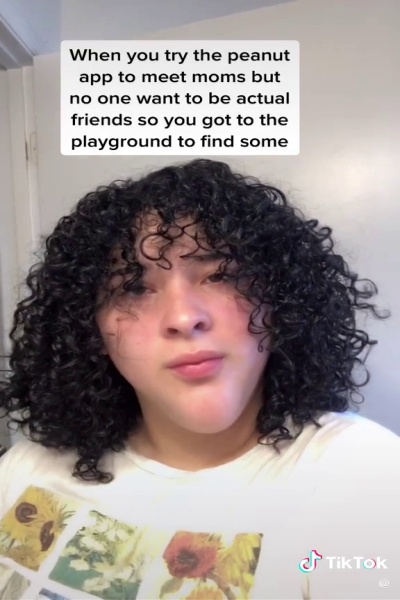 When you try the peanut
app to meet moms but
no one want to be actual
friends so you got to the
playground to find some
TikTok
@